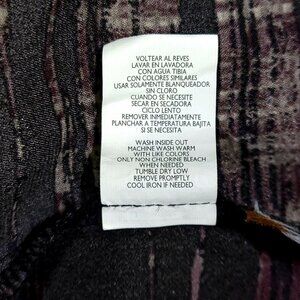 VOLTEAR AL REVES
LAVAR EN LAVADORA
CON AGUA TIBIA
CON COLORES SIMILARES
USAR SOLAMENTE BLANQUEADOR
SIN CLORO
CUANDO SE NECESITE
SECAR EN SECADORA
CICLO LENTO
REMOVER INMEDIATAMENTE
PLANCHAR A TEMPERATURA BAJITA
SI SE NECESITA
WASH INSIDE OUT
MACHINE WASH WARM
WITH LIKE COLORS
ONLY NON CHLORINE BLEACH
WHEN NEEDED
TUMBLE DRY LOW
REMOVE PROMPTLY
COOL IRON IF NEEDED